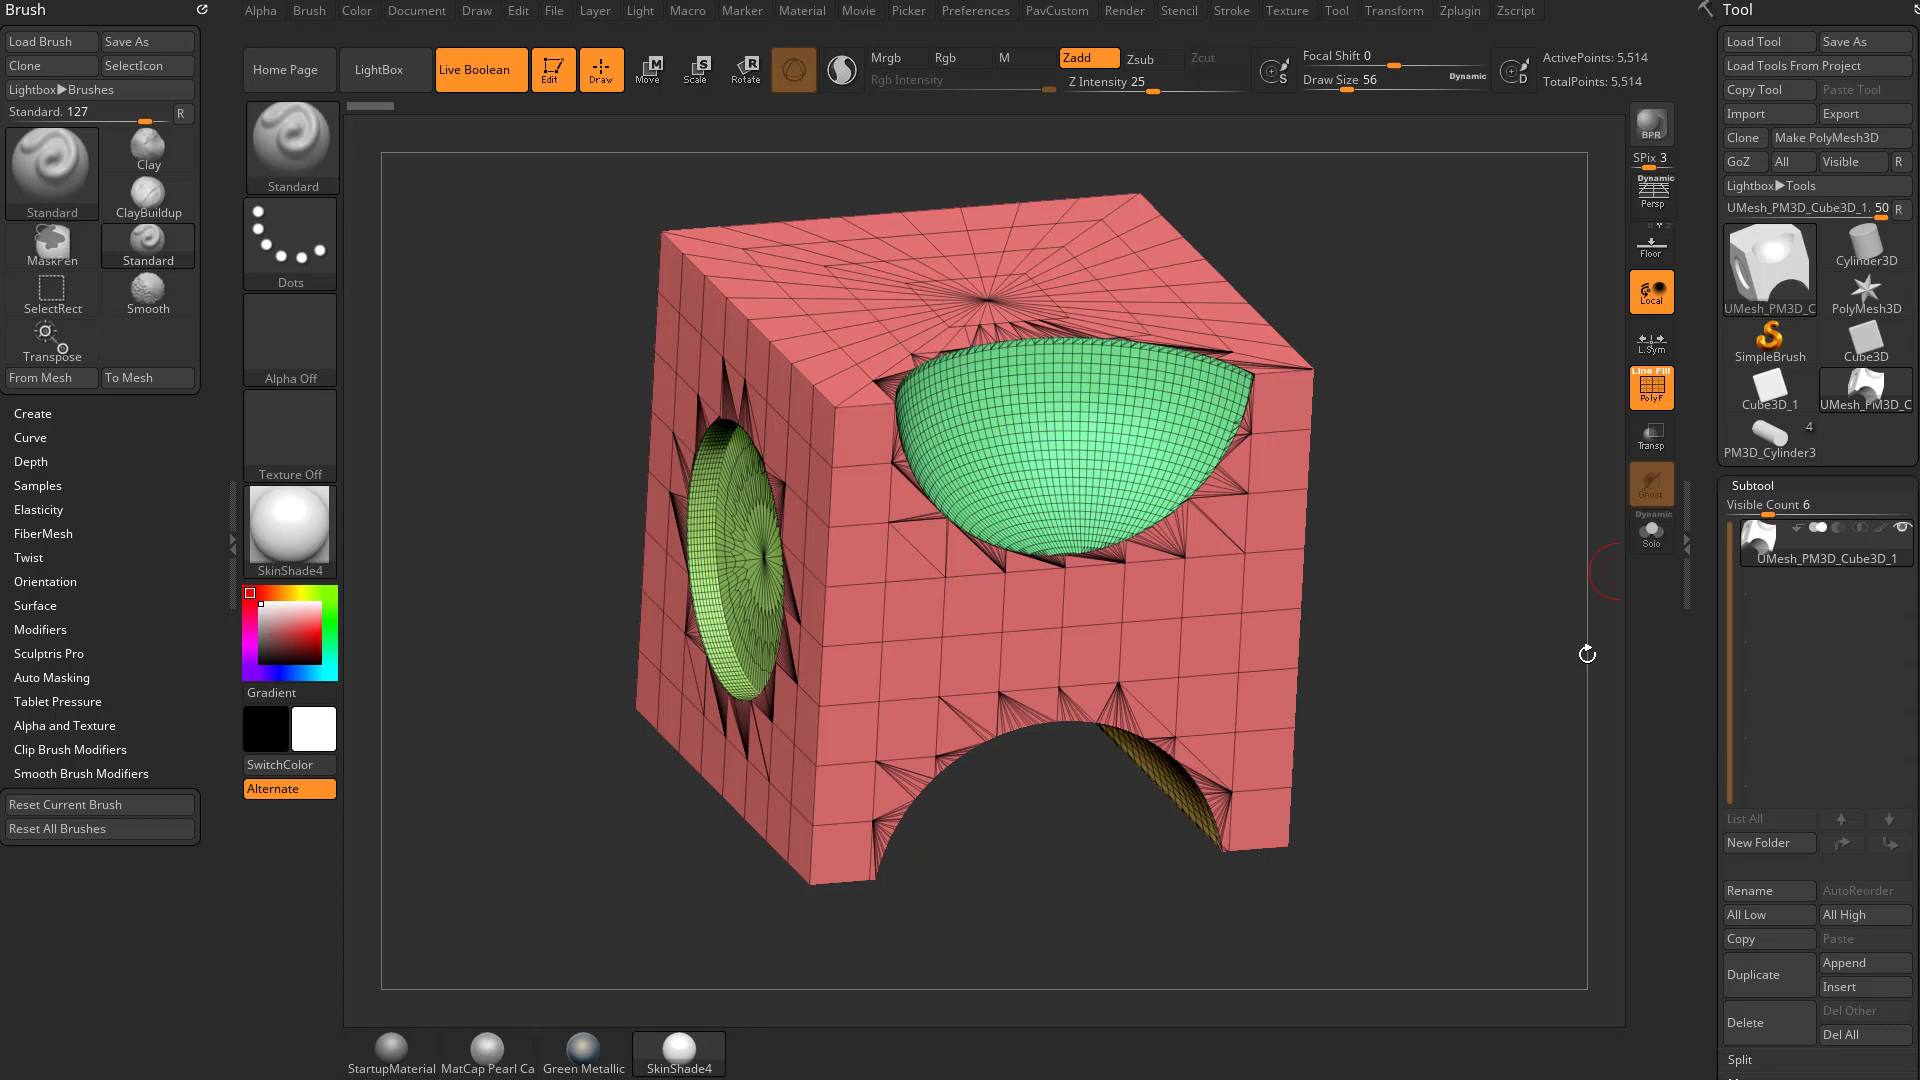 Brush
Alpha Brush Color Document Draw Edit File Layer Light Macro Marker Material Movie Picker Preferences PavCustom Render Stencil Stroke Texture Tool Transform Zplugin Zscript
Tool
Load Brush Save As
Clone SelectIcon
Lightbox▶Brushes
Standard. 127 R
Standard
Clay
ClayBuildup
MaskPen
Standard
SelectRect
Smooth
Transpose
From Mesh To Mesh
Create
Curve
Depth
Samples
Elasticity
FiberMesh
Twist
Orientation
Surface
Modifiers
Sculptris Pro
Auto Masking
Tablet Pressure
Alpha and Texture
Clip Brush Modifiers
Smooth Brush Modifiers
Reset Current Brush
Reset All Brushes
Home Page
LightBox
Live Boolean
Edit
Draw
M
Move
S
Scale
R
Rotate
Mrgb Rgb M
Rgb Intensity
Zadd Zsub Zcut
Z Intensity 25
S
Focal Shift 0
Draw Size 56
Dynamic
D
ActivePoints: 5,514
TotalPoints: 5,514
Standard
Dots
Alpha Off
Texture Off
SkinShade4
Gradient
SwitchColor
Alternate
BPR
SPix 3
Dynamic
Persp
Floor
Local
L.Sym
Line Fill
PolyF
Transp
Ghost
Dynamic
Solo
StartupMaterial
MatCap Pearl Ca
Green Metallic
SkinShade4
Load Tool Save As
Load Tools From Project
Copy Tool Paste Tool
Import Export
Clone Make PolyMesh3D
GoZ All Visible R
Lightbox▶Tools
UMesh_PM3D_Cube3D_1. 50 R
UMesh_PM3D_C
Cylinder3D
PolyMesh3D
SimpleBrush
Cube3D
Cube3D_1
UMesh_PM3D_C
4
PM3D_Cylinder3
Subtool
Visible Count 6
UMesh_PM3D_Cube3D_1
List All
New Folder
Rename AutoReorder
All Low All High
Copy Paste
Duplicate
Append
Insert
Delete
Del Other
Del All
Split